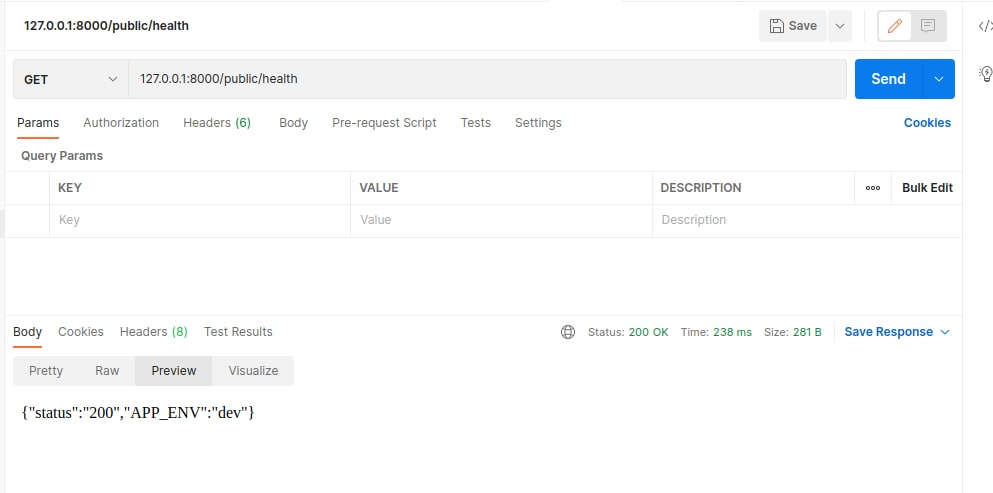 127.0.0.1:8000/public/health Save
GET 127.0.0.1:8000/public/health Send
Params Authorization Headers (6) Body Pre-request Script Tests Settings Cookies
Query Params
KEY VALUE DESCRIPTION Bulk Edit
Key Value Description
Body Cookies Headers (8) Test Results Status: 200 OK Time: 238 ms Size: 281 B Save Response
Pretty Raw Preview Visualize
{"status":"200","APP_ENV":"dev"}